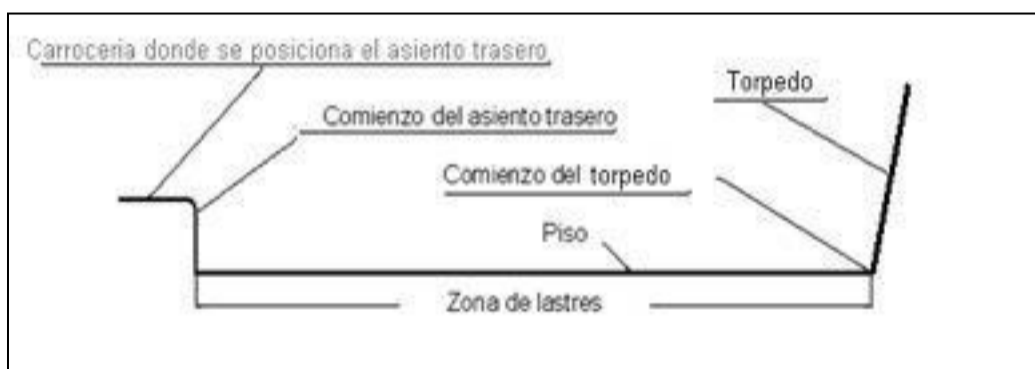 Carroceria donde se posiciona el asiento trasero
Torpedo
Comienzo del asiento trasero
Comienzo del torpedo
Piso
Zona de lastres